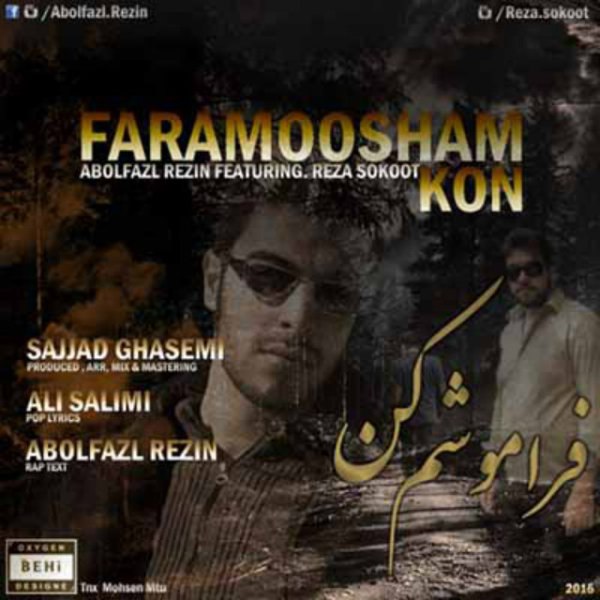 /Abolfazl.Rezin
/Reza.sokoot
FARAMOOSHAM
ABOLFAZL REZIN FEATURING. REZA SOKOOT
KON
SAJJAD GHASEMI
PRODUCED , ARR, MIX & MASTERING
ALI SALIMI
POP LYRICS
ABOLFAZL REZIN
RAP TEXT
فراموشم کن
OXYGEN
BEHi
DESIGNE
Tnx Mohsen Mtu
2016